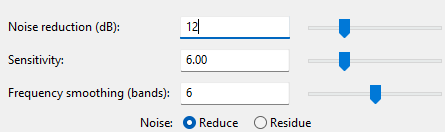 Noise reduction (dB): 12
Sensitivity: 6.00
Frequency smoothing (bands): 6
Noise: Reduce Residue